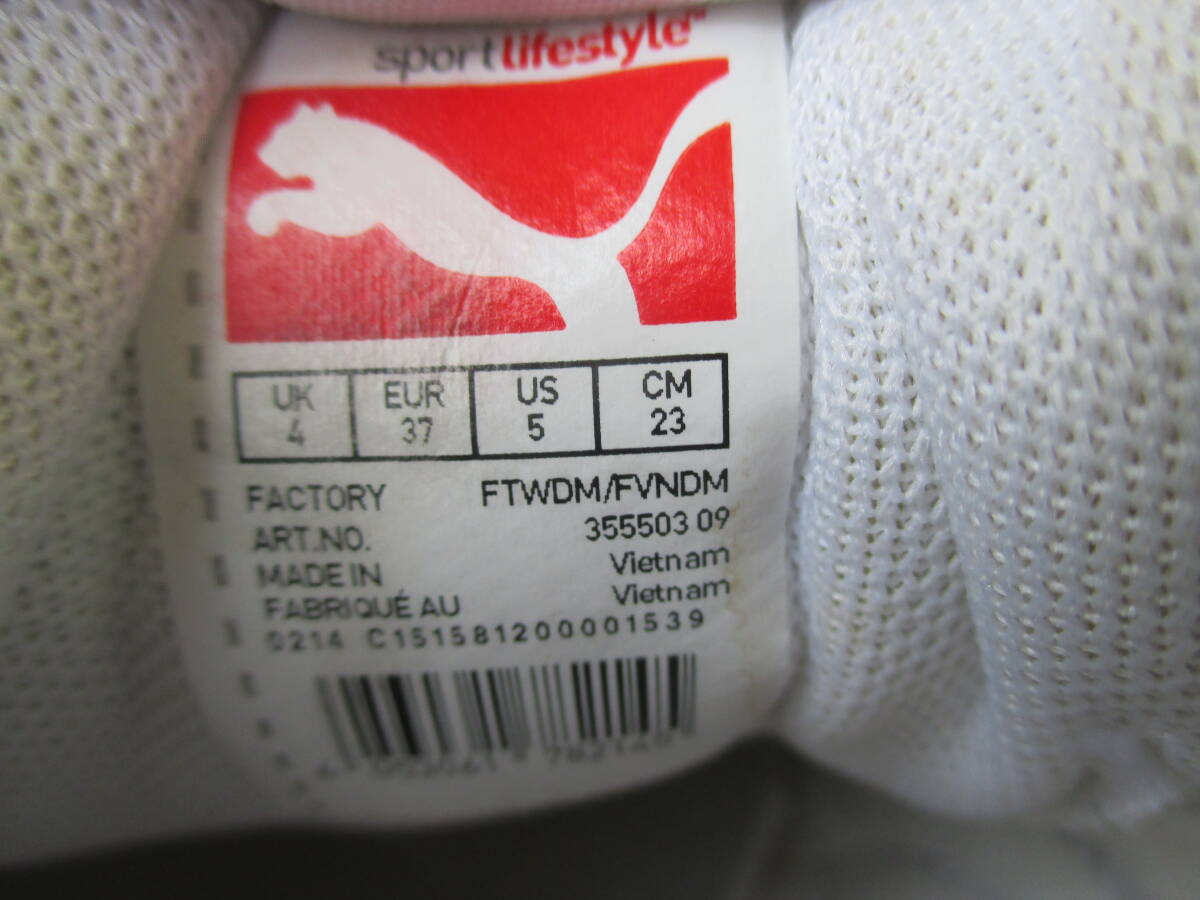 sportlifestyle
UK EUR US CM
4 37 5 23
FACTORY FTWDM/FVNDM
ART.NO. 355503 09
MADE IN Vietnam
FABRIQUÉ AU Vietnam
0214 C151581200001539